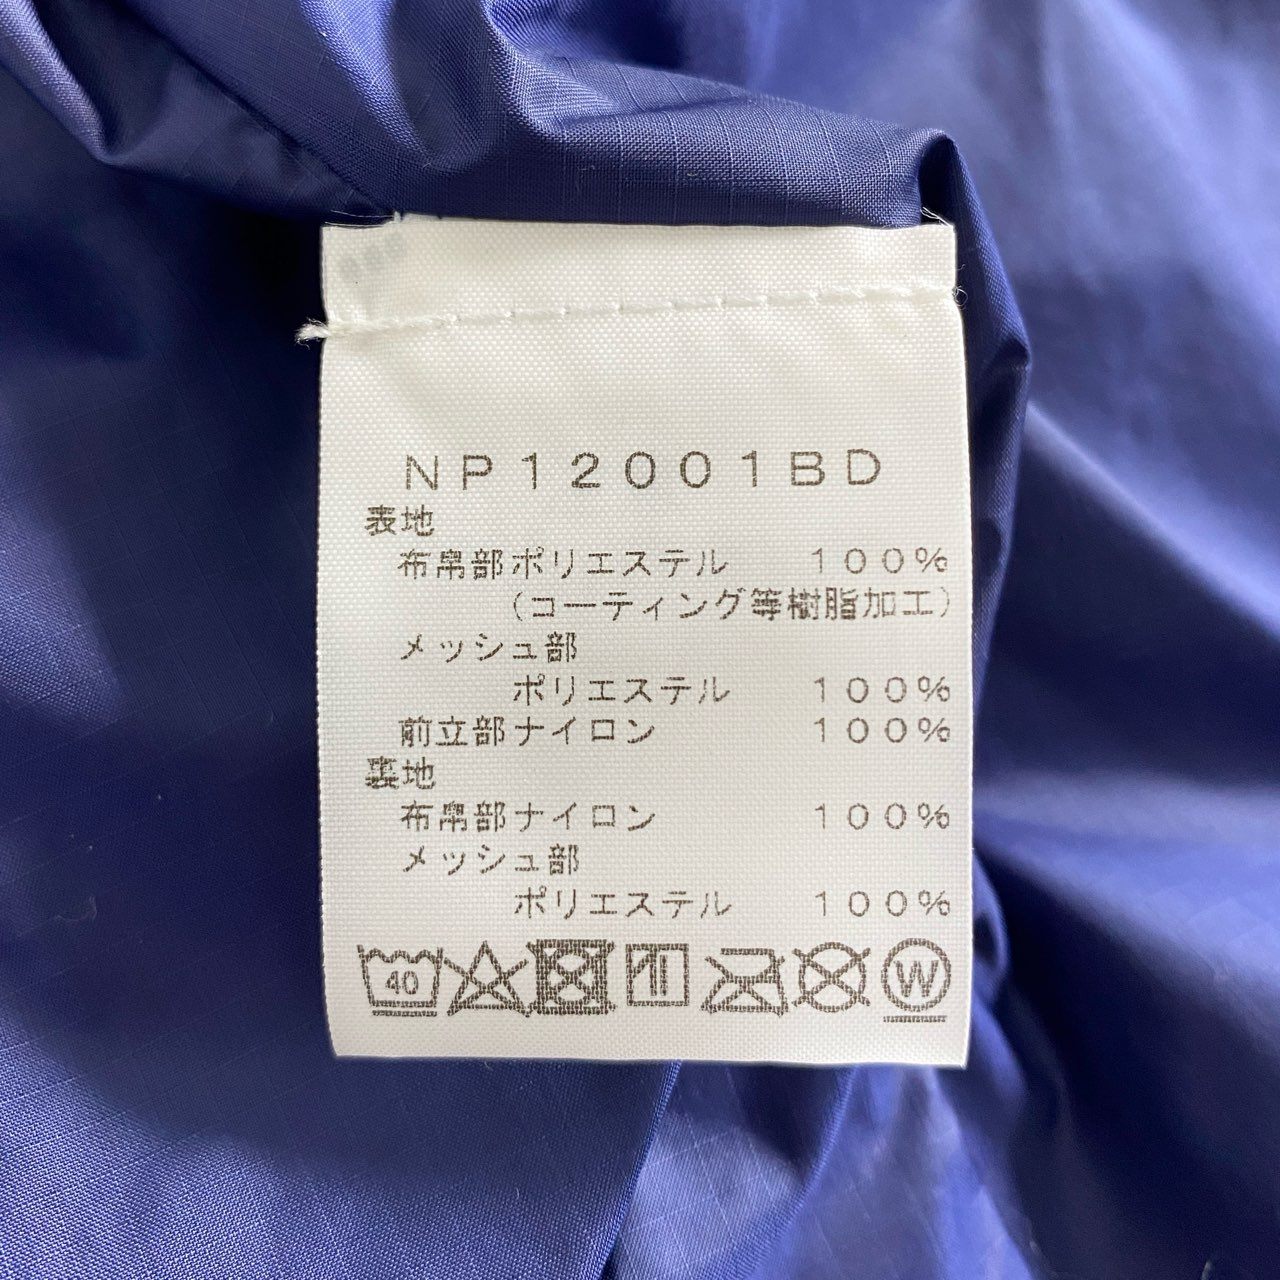 NP12001BD
表地
布帛部ポリエステル 100%
(コーティング等樹脂加工)
メッシュ部
ポリエステル 100%
前立部ナイロン 100%
裏地
布帛部ナイロン 100%
メッシュ部
ポリエステル 100%
40 W